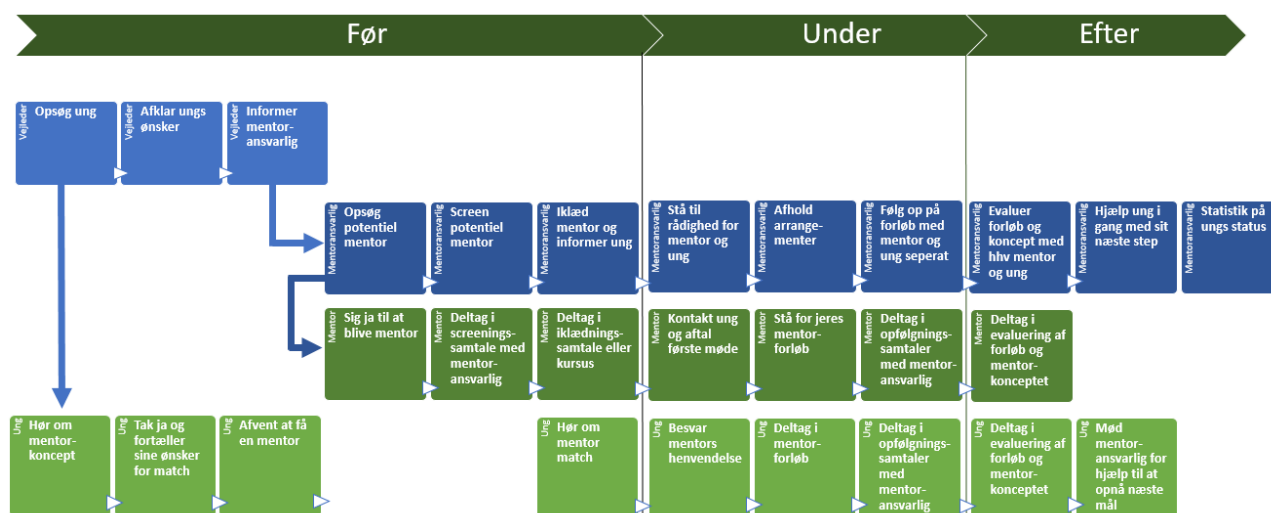 Før
Under
Efter
Vejleder
Opsøg ung
Vejleder
Afklar ungs
ønsker
Vejleder
Informer
mentor-
ansvarlig
Mentoransvarlig
Opsøg
potentiel
mentor
Mentoransvarlig
Screen
potentiel
mentor
Mentoransvarlig
Iklæd
mentor og
informer ung
Mentoransvarlig
Stå til
rådighed for
mentor og
ung
Mentoransvarlig
Afhold
arrange-
menter
Mentoransvarlig
Følg op på
forløb med
mentor og
ung seperat
Mentoransvarlig
Evaluer
forløb og
koncept med
hhv mentor
og ung
Mentoransvarlig
Hjælp ung i
gang med sit
næste step
Mentoransvarlig
Statistik på
ungs status
Mentor
Sig ja til at
blive mentor
Mentor
Deltag i
screenings-
samtale med
mentor-
ansvarlig
Mentor
Deltag i
iklædnings-
samtale eller
kursus
Mentor
Kontakt ung
og aftal
første møde
Mentor
Stå for jeres
mentor-
forløb
Mentor
Deltag i
opfølgnings-
samtaler
med mentor-
ansvarlig
Mentor
Deltag i
evaluering af
forløb og
mentor-
konceptet
Ung
Hør om
mentor-
koncept
Ung
Tak ja og
fortæller
sine ønsker
for match
Ung
Afvent at få
en mentor
Ung
Hør om
mentor
match
Ung
Besvar
mentors
henvendelse
Ung
Deltag i
mentor-
forløb
Ung
Deltag i
opfølgnings-
samtaler
med
mentor-
ansvarlig
Ung
Deltag i
evaluering af
forløb og
mentor-
konceptet
Ung
Mød
mentor-
ansvarlig for
hjælp til at
opnå næste
mål